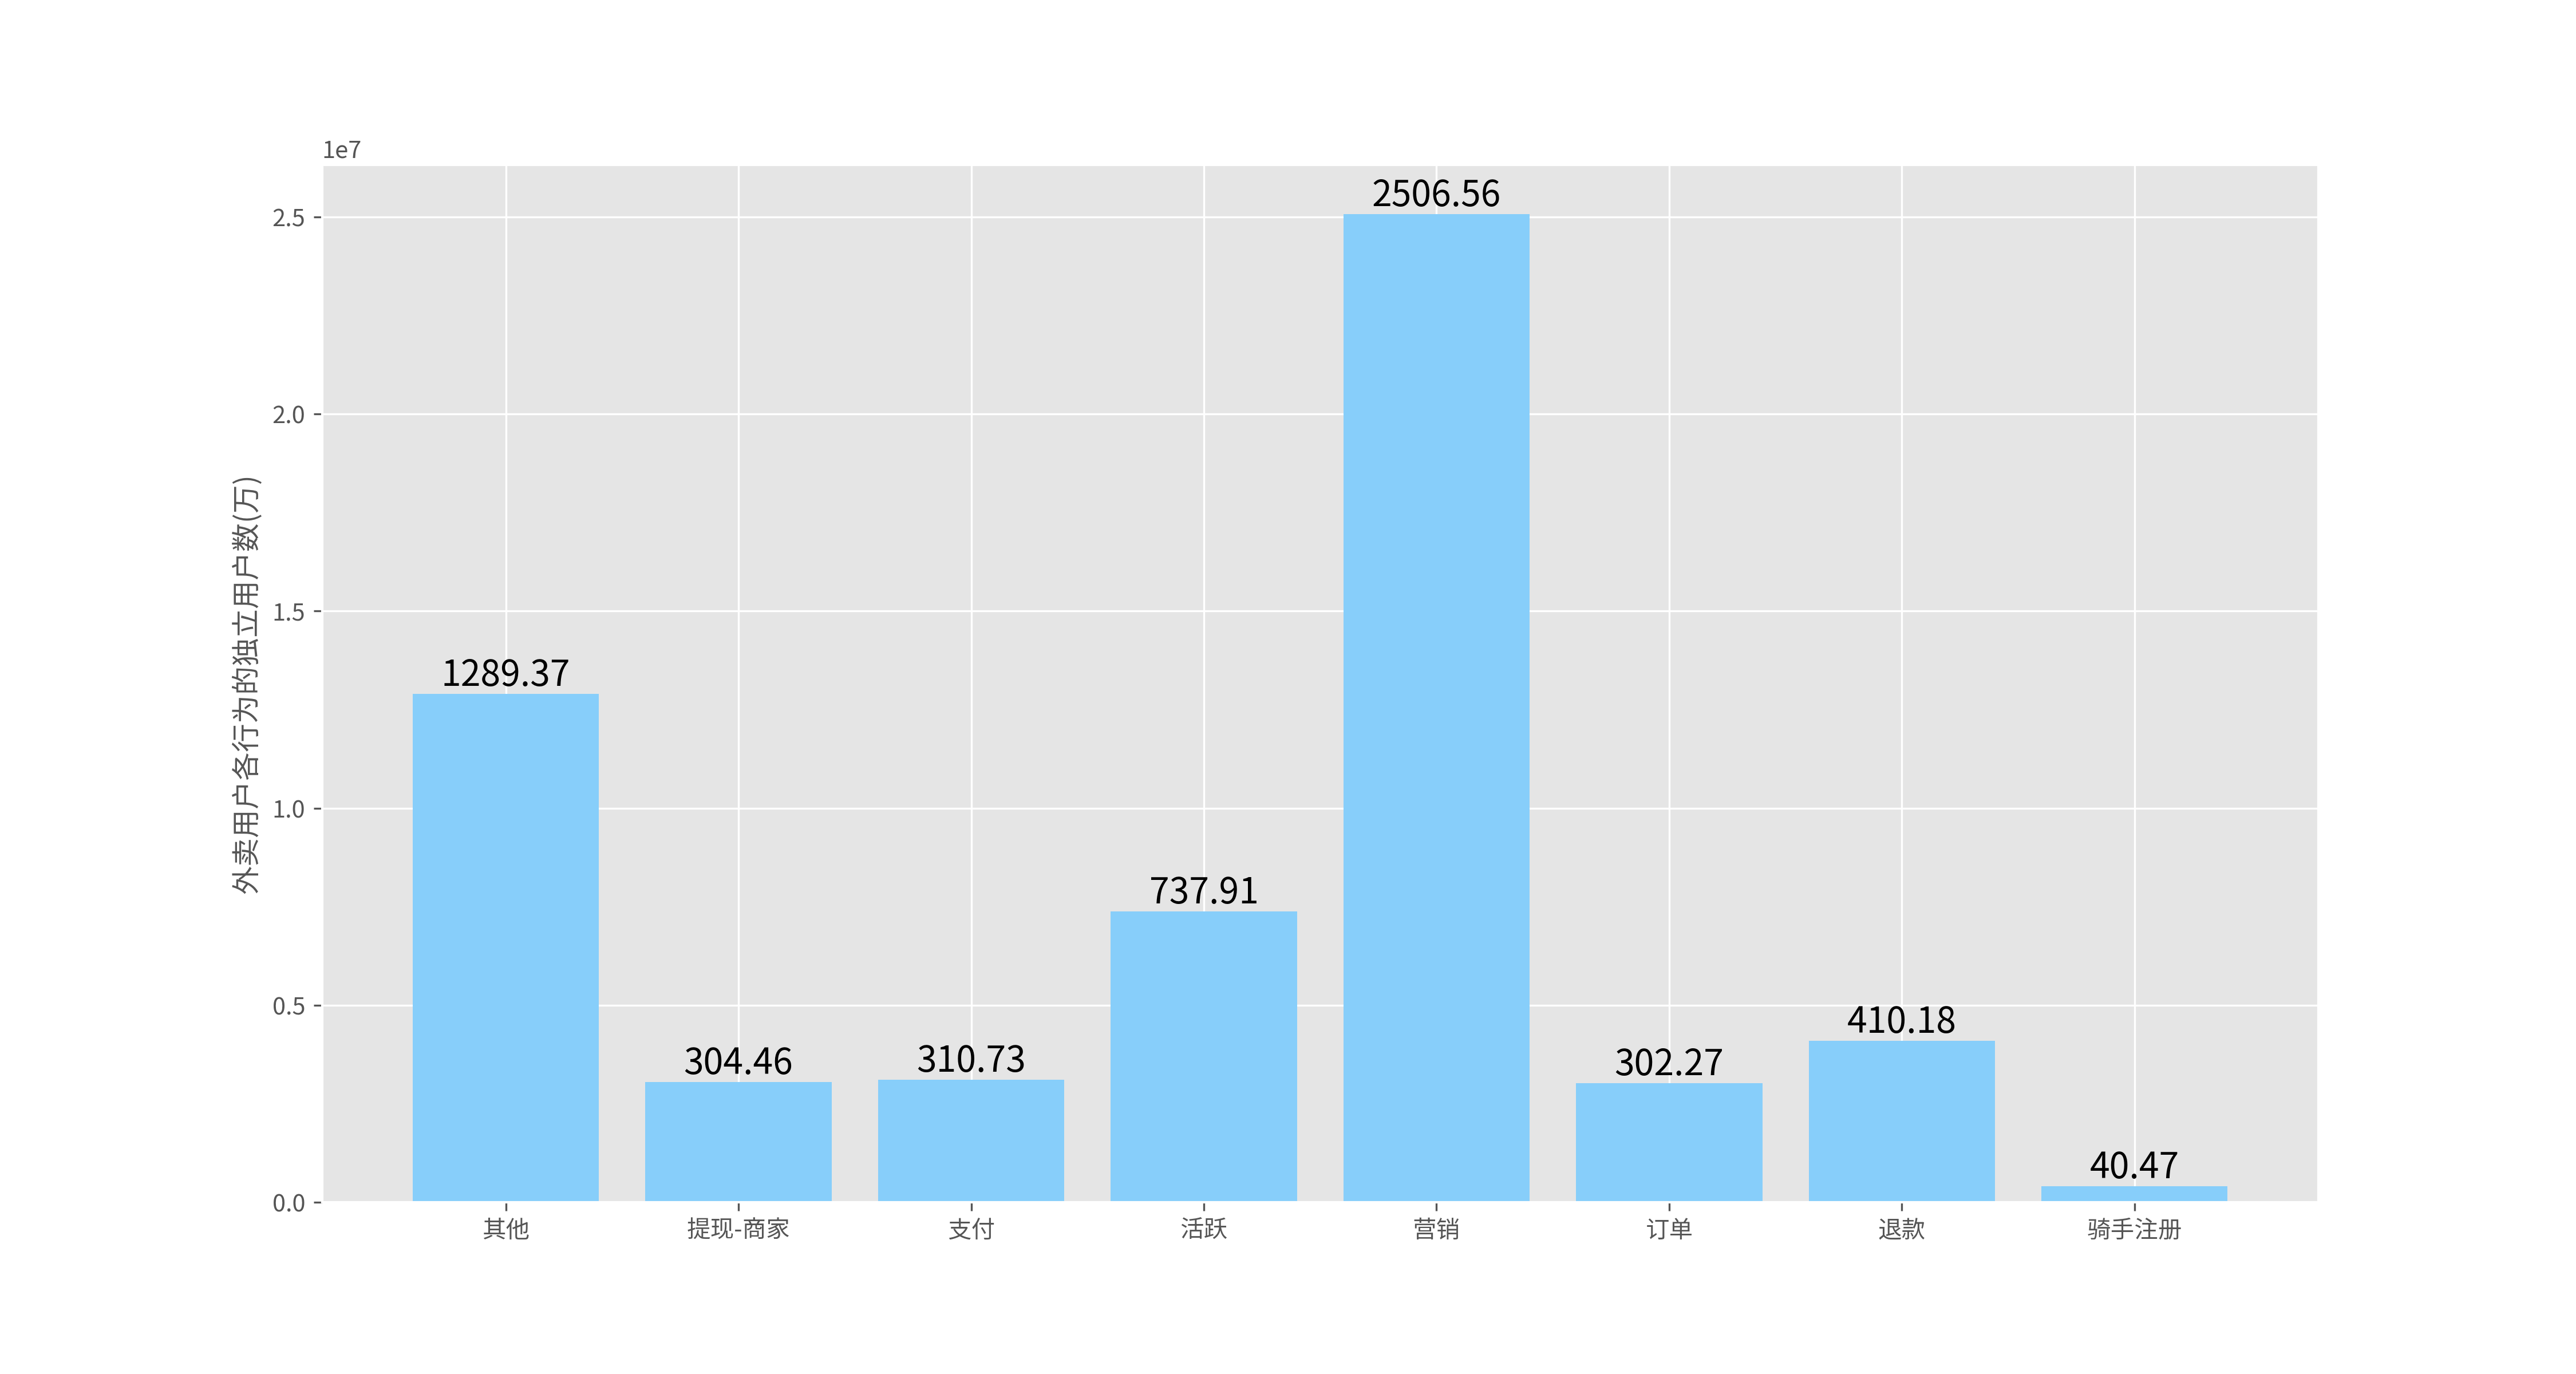 1e7
外卖用户各行为的独立用户数(万)
2.5
2.0
1.5
1.0
0.5
0.0
1289.37
304.46
310.73
737.91
2506.56
302.27
410.18
40.47
其他
提现-商家
支付
活跃
营销
订单
退款
骑手注册